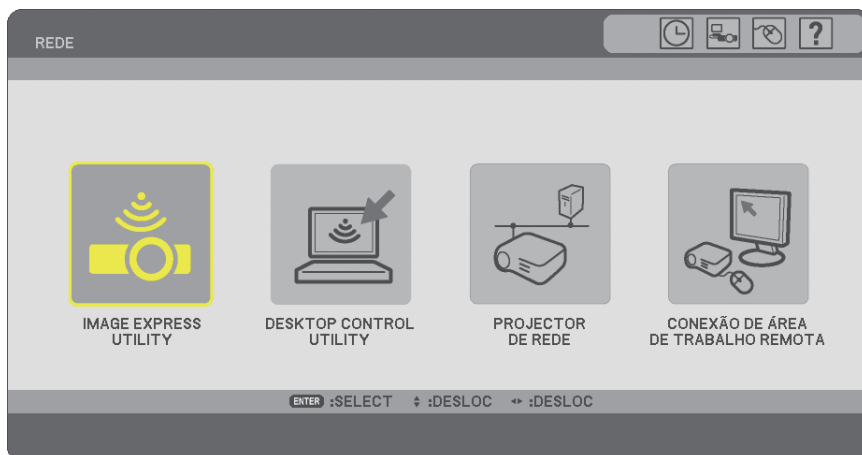 REDE
?
IMAGE EXPRESS
UTILITY
DESKTOP CONTROL
UTILITY
PROJECTOR
DE REDE
CONEXÃO DE ÁREA
DE TRABALHO REMOTA
ENTER :SELECT :DESLOC :DESLOC